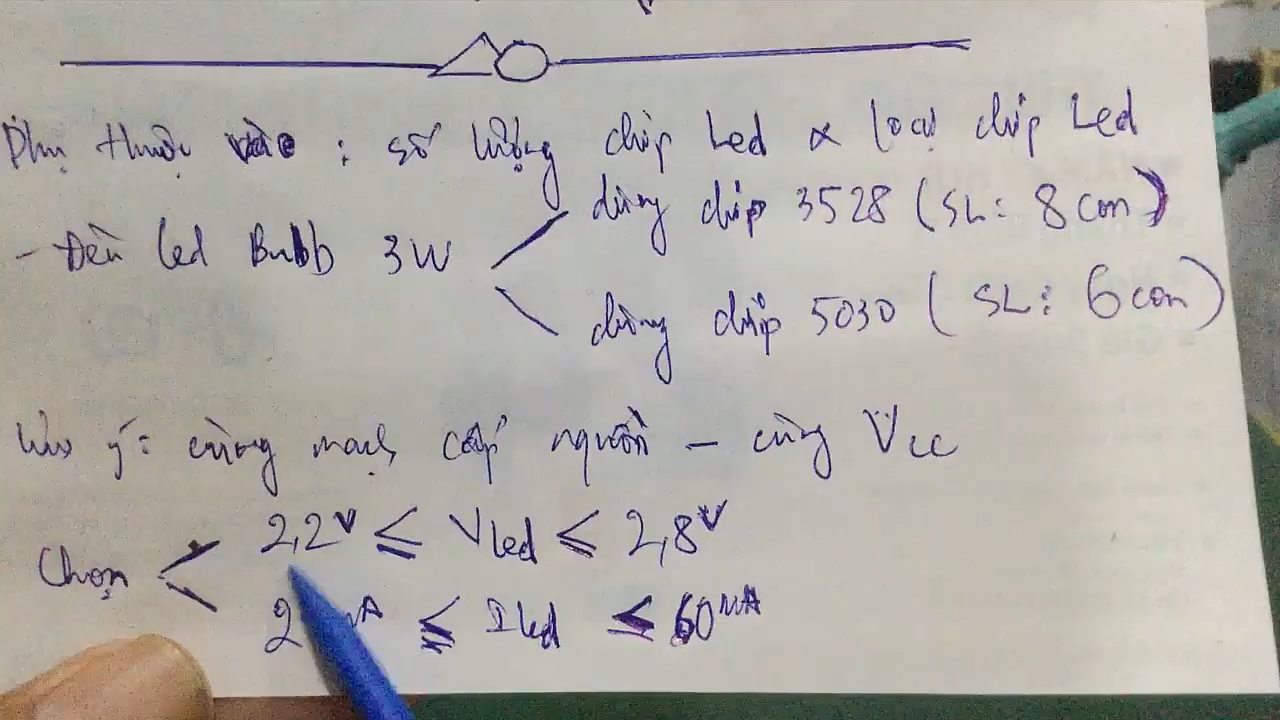 Phụ thuộc vào : số lượng chip Led & loại chip Led
dùng chip 3528 (SL: 8 con)
- Đèn led Bulb 3W
dùng chip 5030 ( SL: 6 con)
Lưu ý: cùng mạch cấp nguồn - cùng Vcc
2,2V ≤ Vled ≤ 2,8V
Chọn
mA ≤ Iled ≤ 60mA